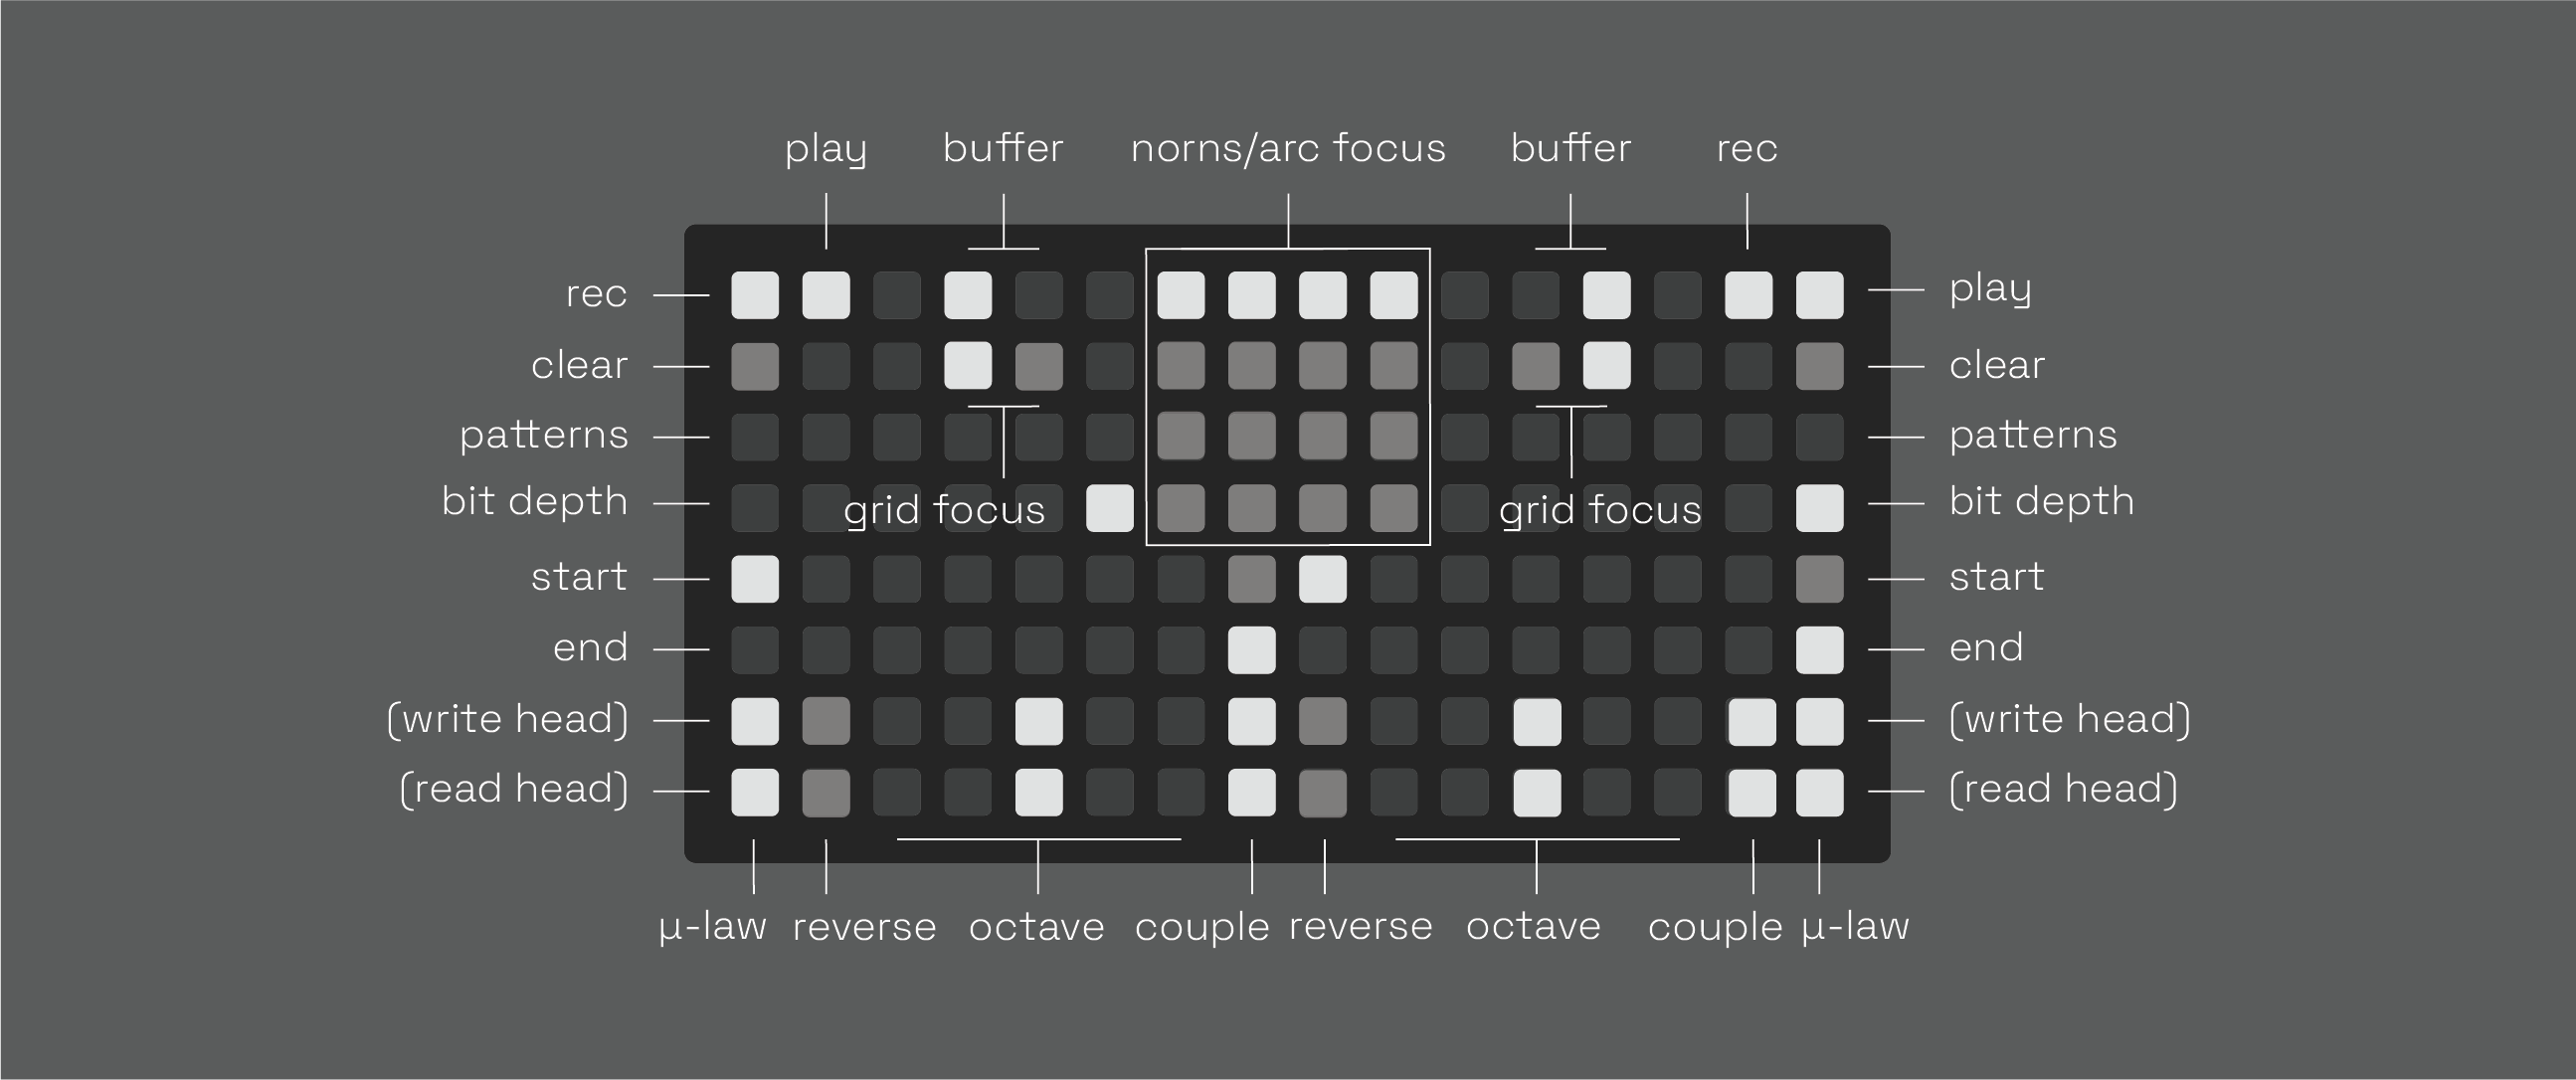 play
buffer
norns/arc focus
buffer
rec
rec
play
clear
clear
patterns
patterns
bit depth
grid focus
grid focus
bit depth
start
start
end
end
(write head)
(write head)
(read head)
(read head)
μ-law
reverse
octave
couple
reverse
octave
couple
μ-law